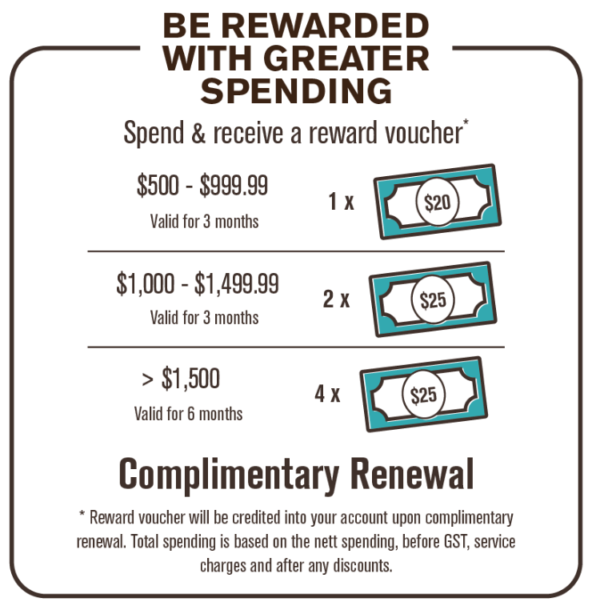 BE REWARDED
WITH GREATER
SPENDING
Spend & receive a reward voucher*
$500 - $999.99
Valid for 3 months
1 x
$20
$1,000 - $1,499.99
Valid for 3 months
2 x
$25
> $1,500
Valid for 6 months
4 x
$25
Complimentary Renewal
* Reward voucher will be credited into your account upon complimentary
renewal. Total spending is based on the nett spending, before GST, service
charges and after any discounts.